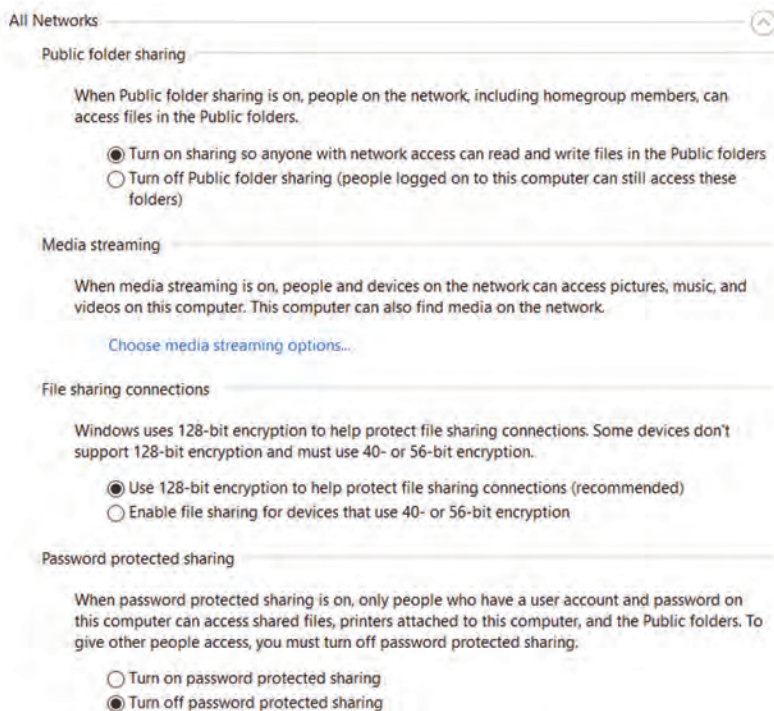 All Networks
Public folder sharing
When Public folder sharing is on, people on the network, including homegroup members, can
access files in the Public folders.
Turn on sharing so anyone with network access can read and write files in the Public folders
Turn off Public folder sharing (people logged on to this computer can still access these
folders)
Media streaming
When media streaming is on, people and devices on the network can access pictures, music, and
videos on this computer. This computer can also find media on the network.
Choose media streaming options...
File sharing connections
Windows uses 128-bit encryption to help protect file sharing connections. Some devices don't
support 128-bit encryption and must use 40- or 56-bit encryption.
Use 128-bit encryption to help protect file sharing connections (recommended)
Enable file sharing for devices that use 40- or 56-bit encryption
Password protected sharing
When password protected sharing is on, only people who have a user account and password on
this computer can access shared files, printers attached to this computer, and the Public folders. To
give other people access, you must turn off password protected sharing.
Turn on password protected sharing
Turn off password protected sharing